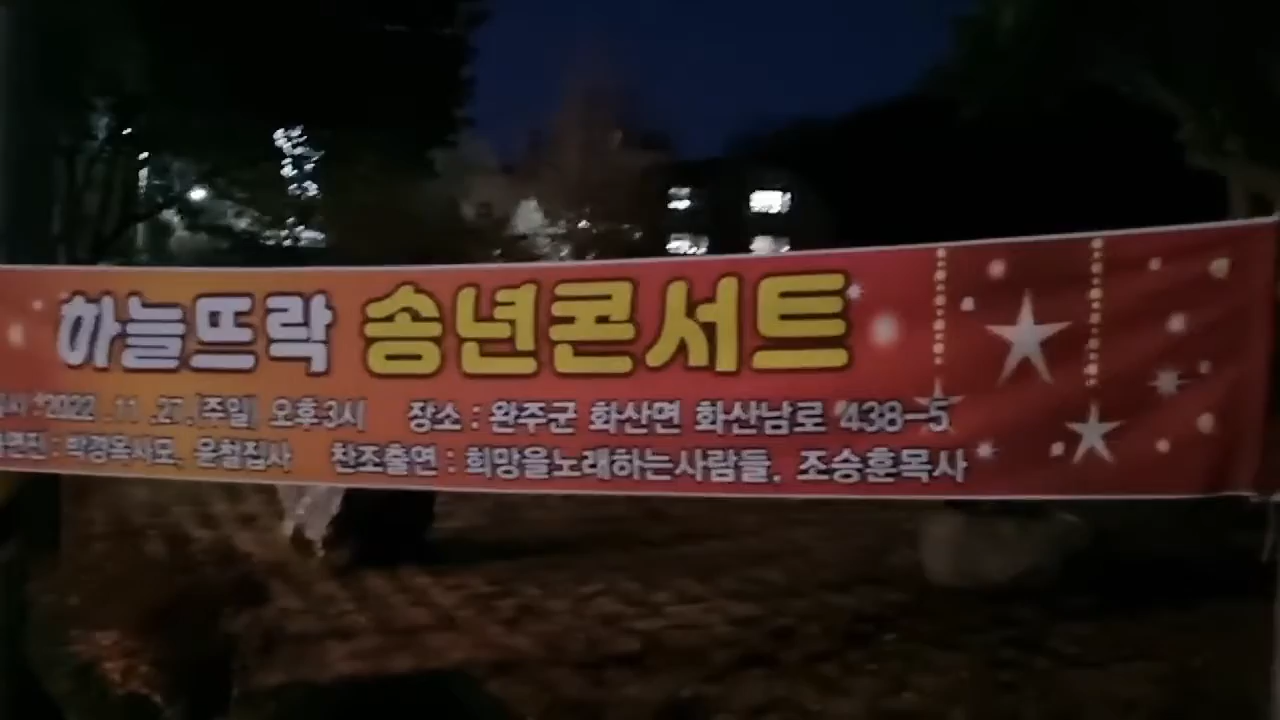 하늘뜨락 송년콘서트
:2022 .11 .27.(주일) 오후3시 장소 : 완주군 화산면 화산남로 438-5
: 박경옥사모, 윤철집사 찬조출연 : 희망을노래하는사람들, 조승훈목사